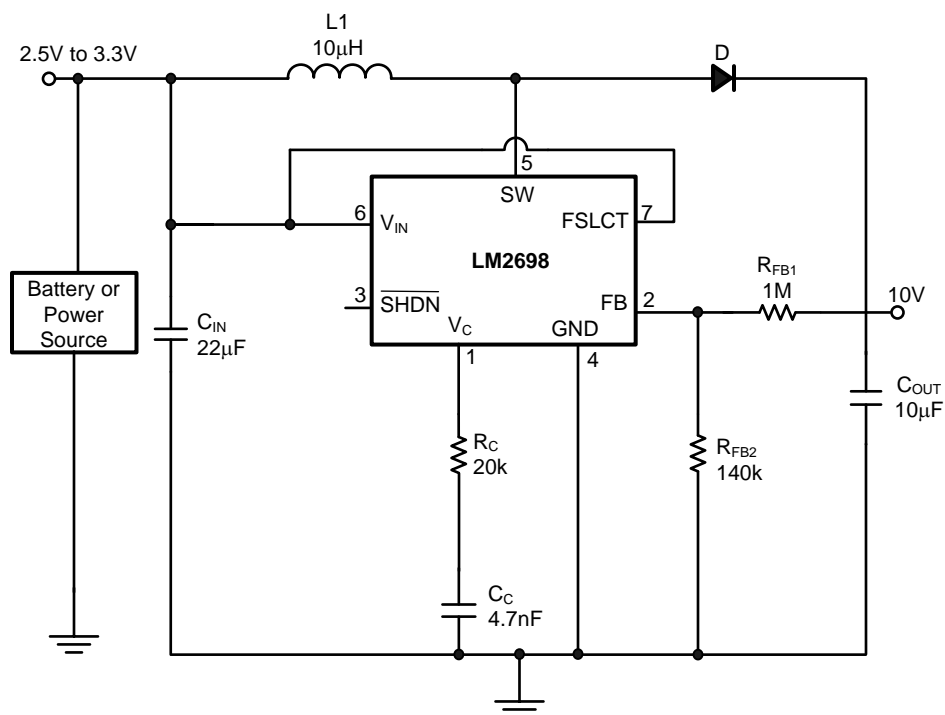 L1
10µH
2.5V to 3.3V
D
5
SW
6
VIN
FSLCT
7
LM2698
3
SHDN
FB
2
VC
GND
1
4
RFB1
1M
10V
Battery or
Power
Source
CIN
22µF
COUT
10µF
RC
20k
RFB2
140k
CC
4.7nF